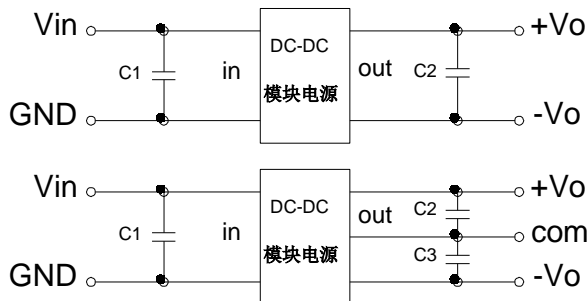 Vin
+Vo
DC-DC
C1
in
out
C2
模块电源
GND
-Vo
Vin
+Vo
DC-DC
out
C2
C1
in
com
模块电源
C3
GND
-Vo